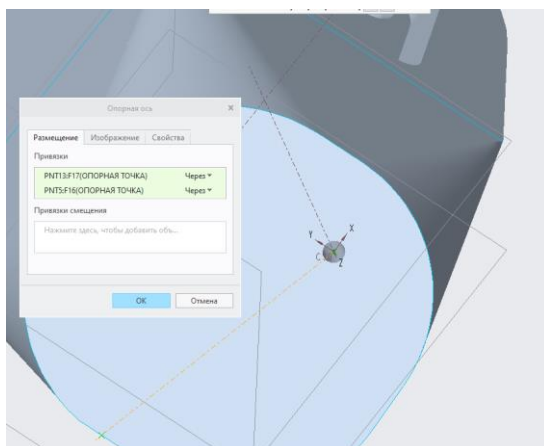 Опорная ось
Размещение Изображение Свойства
Привязки
PNT13:F17(ОПОРНАЯ ТОЧКА) Через
PNT5:F16(ОПОРНАЯ ТОЧКА) Через
Привязки смещения
Нажмите здесь, чтобы добавить объ...
ОК Отмена
Y X
C Z